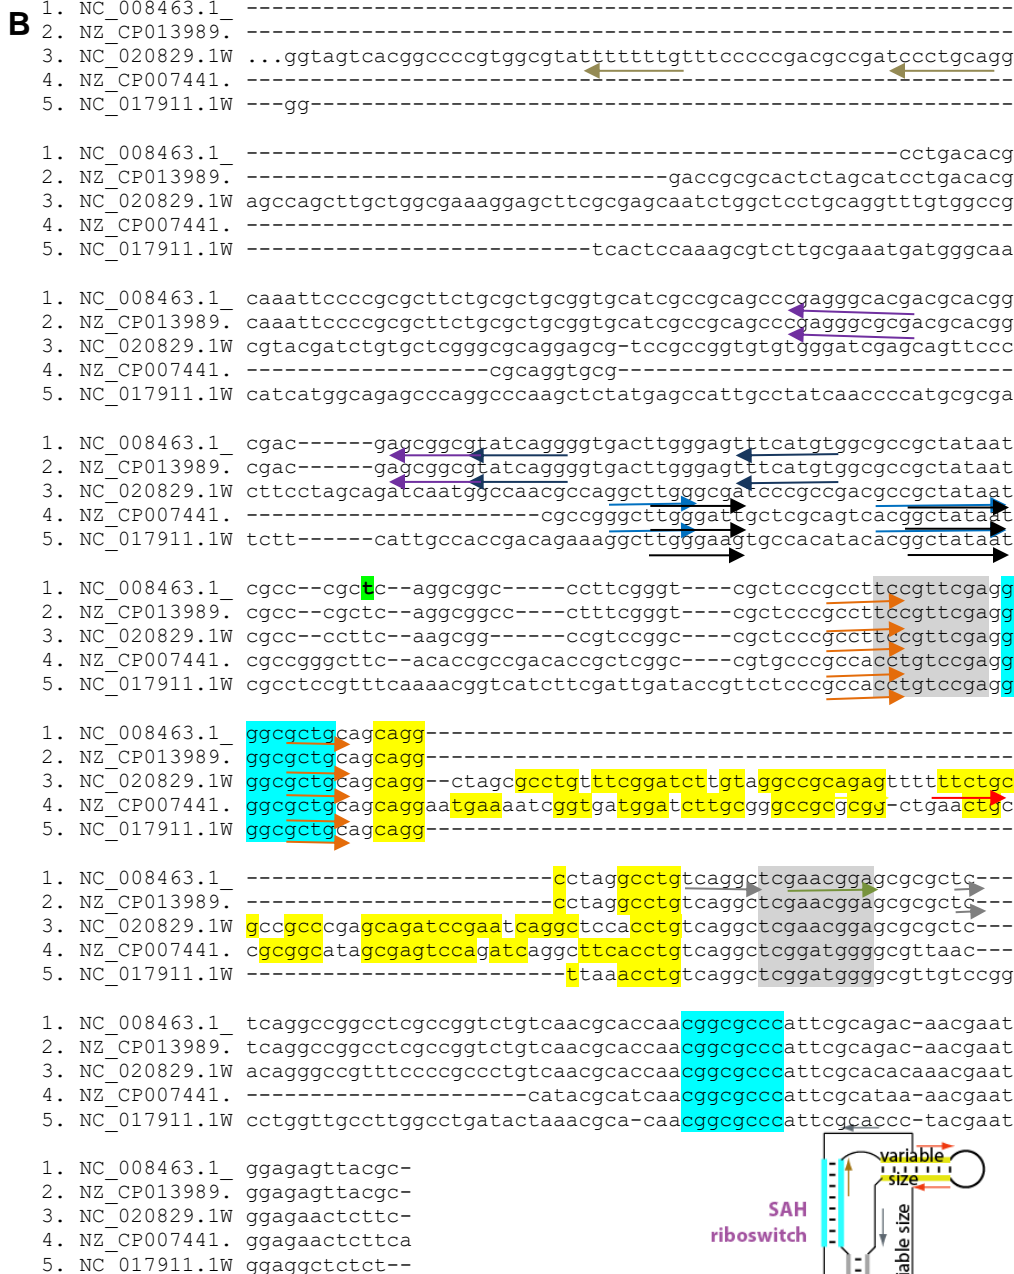 B
1. NC_008463.1_ ------------------------------------------------------------
2. NZ_CP013989. ------------------------------------------------------------
3. NC_020829.1W ...ggtagtcacggccccgtggcgtatttttttgtttcccccgacgccgatccctgcagg
4. NZ_CP007441. ------------------------------------------------------------
5. NC_017911.1W ---gg-------------------------------------------------------
1. NC_008463.1_ ---------------------------------------------------cctgacacg
2. NZ_CP013989. ---------------------------------gaccgcgcactctagcatcctgacacg
3. NC_020829.1W agccagcttgctggcgaaaggagcttcgcgagcaatctggctcctgcaggtttgtggccg
4. NZ_CP007441. ------------------------------------------------------------
5. NC_017911.1W ---------------------------tcactccaaagcgtcttgcgaaatgatgggcaa
1. NC_008463.1_ caaattccccgcgcttctgcgctgcggtgcatcgccgcagcccgagggcacgacgcacgg
2. NZ_CP013989. caaattccccgcgcttctgcgctgcggtgcatcgccgcagcccgagggcgcgacgcacgg
3. NC_020829.1W cgtacgatcgtgctcgggcgcaggagcg-tccgccggtgtgtgggatcgagcagttccc
4. NZ_CP007441. -------------------cgcaggtgcg-------------------------------
5. NC_017911.1W catcatggcagagcccaggcccaagctctatgagccattgcctatcaaccccatgcgcga
1. NC_008463.1_ cgac------gagcggcgtatcaggggtgacttgggagtttcatgtggcgccgctataat
2. NZ_CP013989. cgac------gagcggcgtatcaggggtgacttgggagtttcatgtggcgccgctataat
3. NC_020829.1W cttcctagcagatcaatggccaacgccaggcttgggcgatcccgccgacgccgctataat
4. NZ_CP007441. -----------------------cgccgggcttgggattgctcgcagtcacggctatact
5. NC_017911.1W tctt------cattgccaccgacagaaaggcttgggaagtgccacatacacggctataat
1. NC_008463.1_ cgcc--cgctc--aggcggc-----ccttcgggt----cgctcccgccttccgttcgagg
2. NZ_CP013989. cgcc--cgctc--aggcggcc----ctttcgggt----cgctcccgcctttcgttcgagg
3. NC_020829.1W cgcc--ccttc--aagcgg------ccgtccggc----cgctcccgccttccgttcgagg
4. NZ_CP007441. cgccgggcttc--acaccgccgacaccgctcggc----cgtgcccgccacctgtccgagg
5. NC_017911.1W cgcctccgtttcaaaacggtcatcttcgattgataccgttctcccgccacctgtccgagg
1. NC_008463.1_ ggcgctgcagcagg----------------------------------------------
2. NZ_CP013989. ggcgctgcagcagg----------------------------------------------
3. NC_020829.1W ggcgctgcagcagg--ctagcgcctgtttcggatcttgtaggccgcagagtttttttctgc
4. NZ_CP007441. ggcgctgcagcaggaatgaaaatcggtgatggatcttgcgggccgcgcgg-ctgaactgc
5. NC_017911.1W ggcgctgcagcagg----------------------------------------------
1. NC_008463.1_ ------------------------cctaggcctgtcaggctcgaacggagcgcgctc---
2. NZ_CP013989. ------------------------cctaggcctgtcaggctcgaacggagcgcgctc---
3. NC_020829.1W gccgcccgagcagatccgaatcaggctccacctgtcaggctcgaacggagcgcgctc---
4. NZ_CP007441. cgcggcatagcgagtccagatcaggcttcacctgtcaggctcggatggggcgttaac---
5. NC_017911.1W -------------------------ttaaacctgtcaggctcggatggggcgttgtccgg
1. NC_008463.1_ tcaggccggcctcgccggtctgtcaacgcaccaacggcgcccattcgcagac-aacgaat
2. NZ_CP013989. tcaggccggcctcgccggtctgtcaacgcaccaacggcgcccattcgcagac-aacgaat
3. NC_020829.1W acagggccgtttccccgccctgtcaacgcaccaacggcgcccattcgcacacaaacgaat
4. NZ_CP007441. ----------------------catacgcatcaacggcgcccattcgcataa-aacgaat
5. NC_017911.1W cctggttgccttggcctgatactaaacgca-caacggcgcccattcgcaccc-tacgaat
1. NC_008463.1_ ggagagttacgc-
2. NZ_CP013989. ggagagttacgc-
3. NC_020829.1W ggagaactcttc-
4. NZ_CP007441. ggagaactcttca
5. NC_017911.1W ggaggctctct--
variable
size
SAH
riboswitch